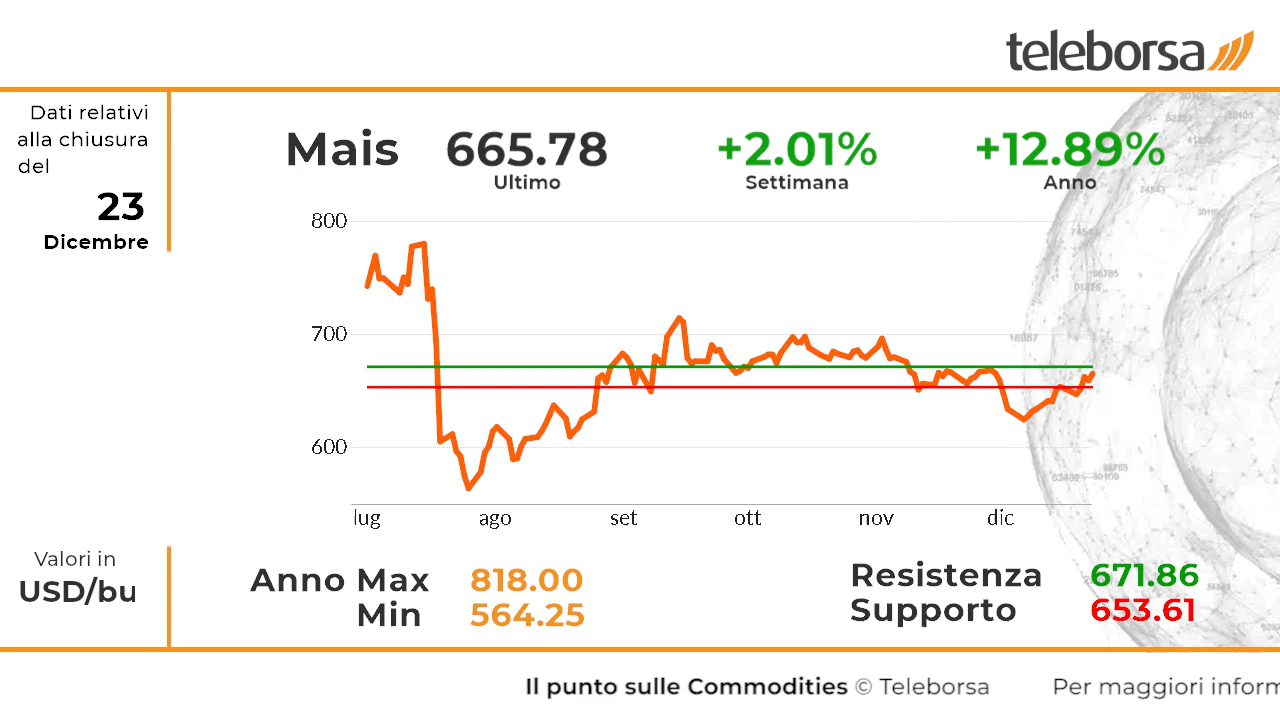 teleborsa
Dati relativi
alla chiusura
del
23
Dicembre
Mais 665.78 +2.01% +12.89%
Ultimo Settimana Anno
800
700
600
lug ago set ott nov dic
Valori in
USD/bu
Anno Max 818.00
Min 564.25
Resistenza 671.86
Supporto 653.61
Il punto sulle Commodities © Teleborsa Per maggiori inform